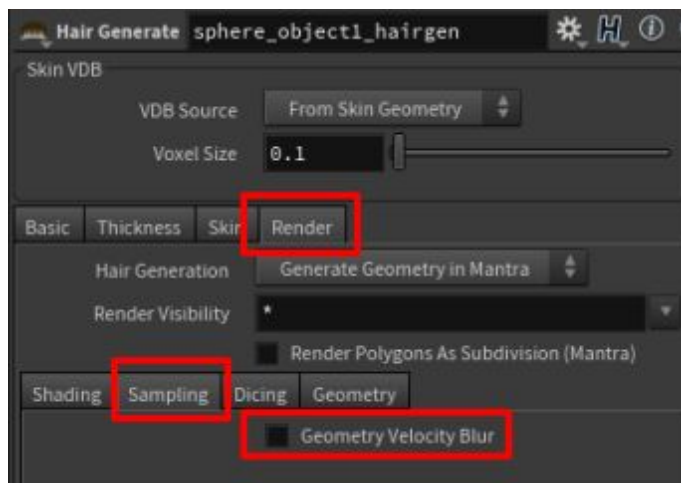 Hair Generate sphere_object1_hairgen
Skin VDB
VDB Source From Skin Geometry
Voxel Size 0.1
Basic Thickness Skin Render
Hair Generation Generate Geometry in Mantra
Render Visibility *
Render Polygons As Subdivision (Mantra)
Shading Sampling Dicing Geometry
Geometry Velocity Blur